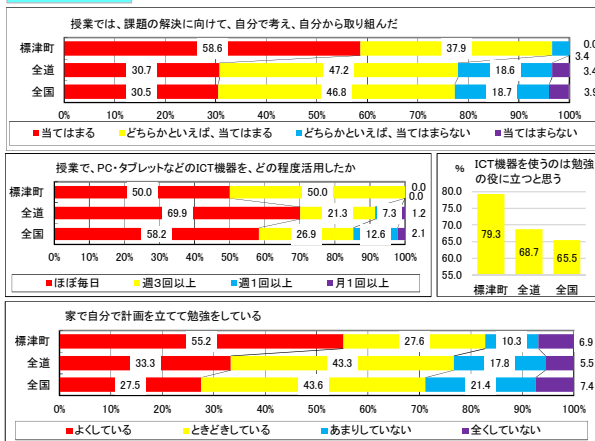 授業では、課題の解決に向けて、自分で考え、自分から取り組んだ
標津町 58.6 37.9 3.4 0.0
全道 30.7 47.2 18.6 3.4
全国 30.5 46.8 18.7 3.9
0% 10% 20% 30% 40% 50% 60% 70% 80% 90% 100%
当てはまる どちらかといえば、当てはまる どちらかといえば、当てはまらない 当てはまらない
授業で、PC・タブレットなどのICT機器を、どの程度活用したか
標津町 50.0 50.0 0.0 0.0
全道 69.9 21.3 7.3 1.2
全国 58.2 26.9 12.6 2.1
0% 10% 20% 30% 40% 50% 60% 70% 80% 90% 100%
ほぼ毎日 週3回以上 週1回以上 月1回以上
ICT機器を使うのは勉強
の役に立つと思う
%
80.0
75.0
70.0
65.0
60.0
55.0
79.3 68.7 65.5
標津町 全道 全国
家で自分で計画を立てて勉強をしている
標津町 55.2 27.6 10.3 6.9
全道 33.3 43.3 17.8 5.5
全国 27.5 43.6 21.4 7.4
0% 10% 20% 30% 40% 50% 60% 70% 80% 90% 100%
よくしている ときどきしている あまりしていない 全くしていない